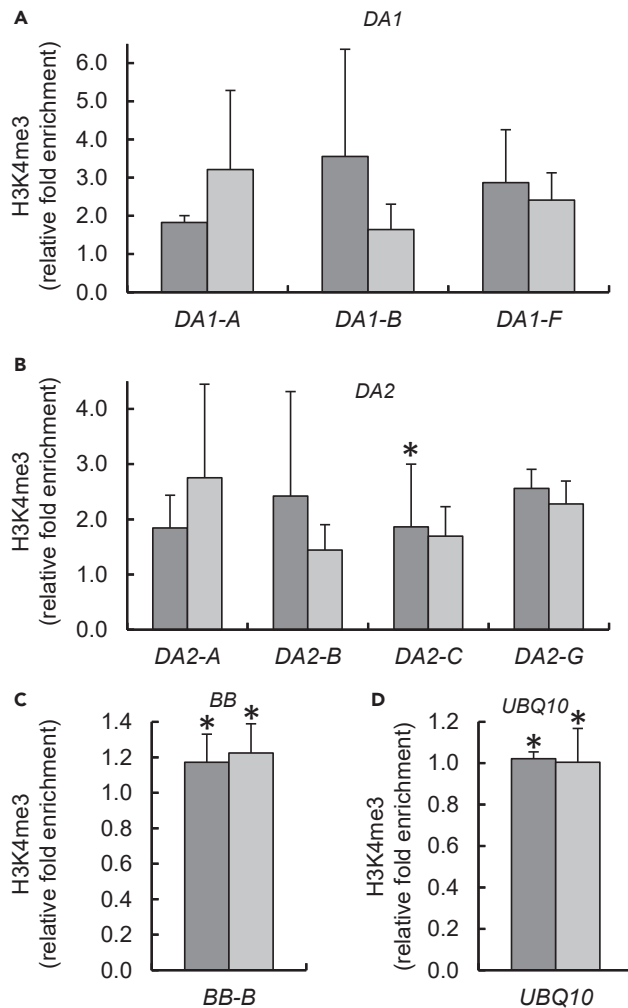 A
DA1
H3K4me3
(relative fold enrichment)
6.0
5.0
4.0
3.0
2.0
1.0
0.0
DA1-A DA1-B DA1-F
B
DA2
H3K4me3
(relative fold enrichment)
4.0
3.0
2.0
1.0
0.0
*
DA2-A DA2-B DA2-C DA2-G
C
BB
H3K4me3
(relative fold enrichment)
1.4
1.2
1.0
0.8
0.6
0.4
0.2
0.0
* *
BB-B
D
UBQ10
H3K4me3
(relative fold enrichment)
1.2
1.0
0.8
0.6
0.4
0.2
0.0
* *
UBQ10